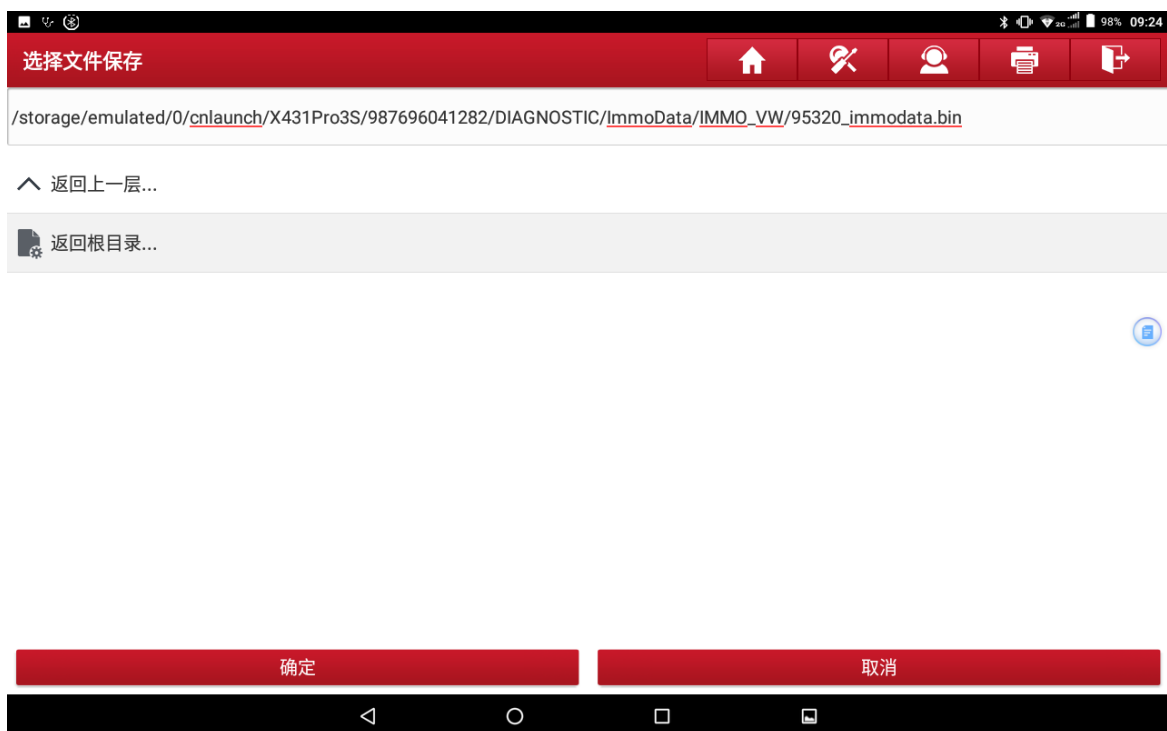 2G 98% 09:24
选择文件保存
/storage/emulated/0/cnlaunch/X431Pro3S/987696041282/DIAGNOSTIC/ImmoData/IMMO_VW/95320_immodata.bin
返回上一层...
返回根目录...
确定 取消